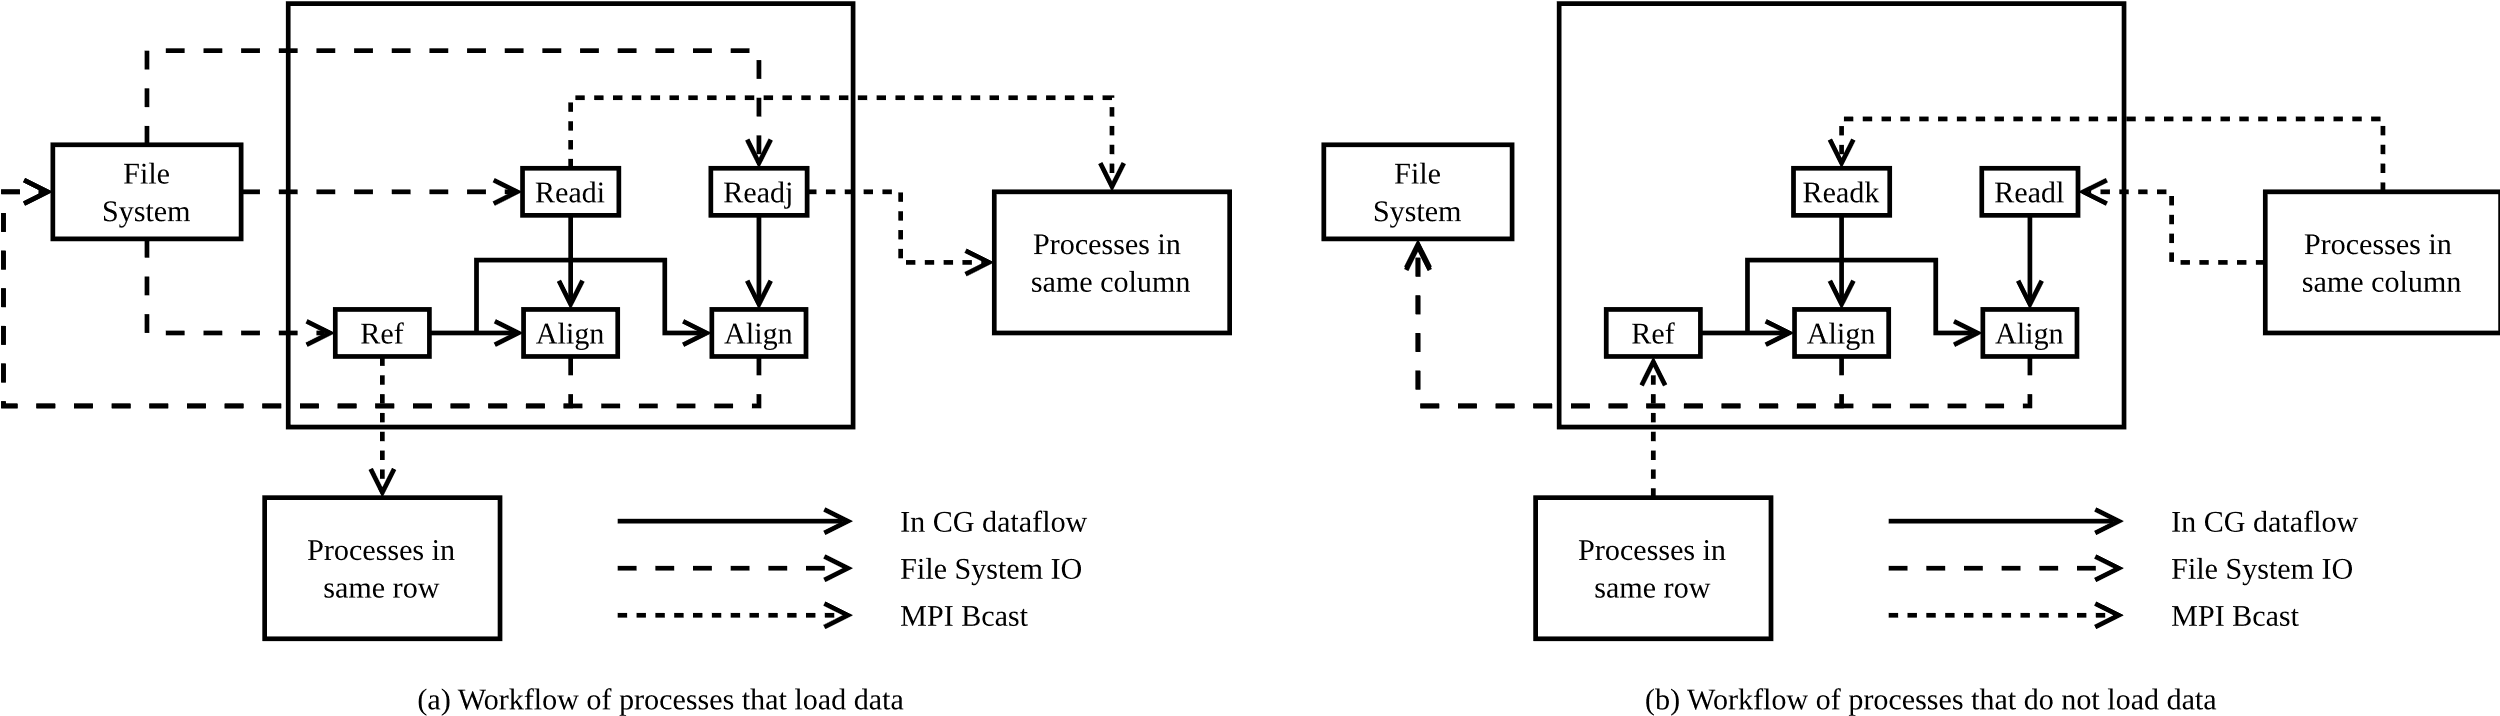 File
System
Readi
Readj
Processes in
same column
Ref
Align
Align
Processes in
same row
In CG dataflow
File System IO
MPI Bcast
(a) Workflow of processes that load data
File
System
Readk
Readl
Processes in
same column
Ref
Align
Align
Processes in
same row
In CG dataflow
File System IO
MPI Bcast
(b) Workflow of processes that do not load data